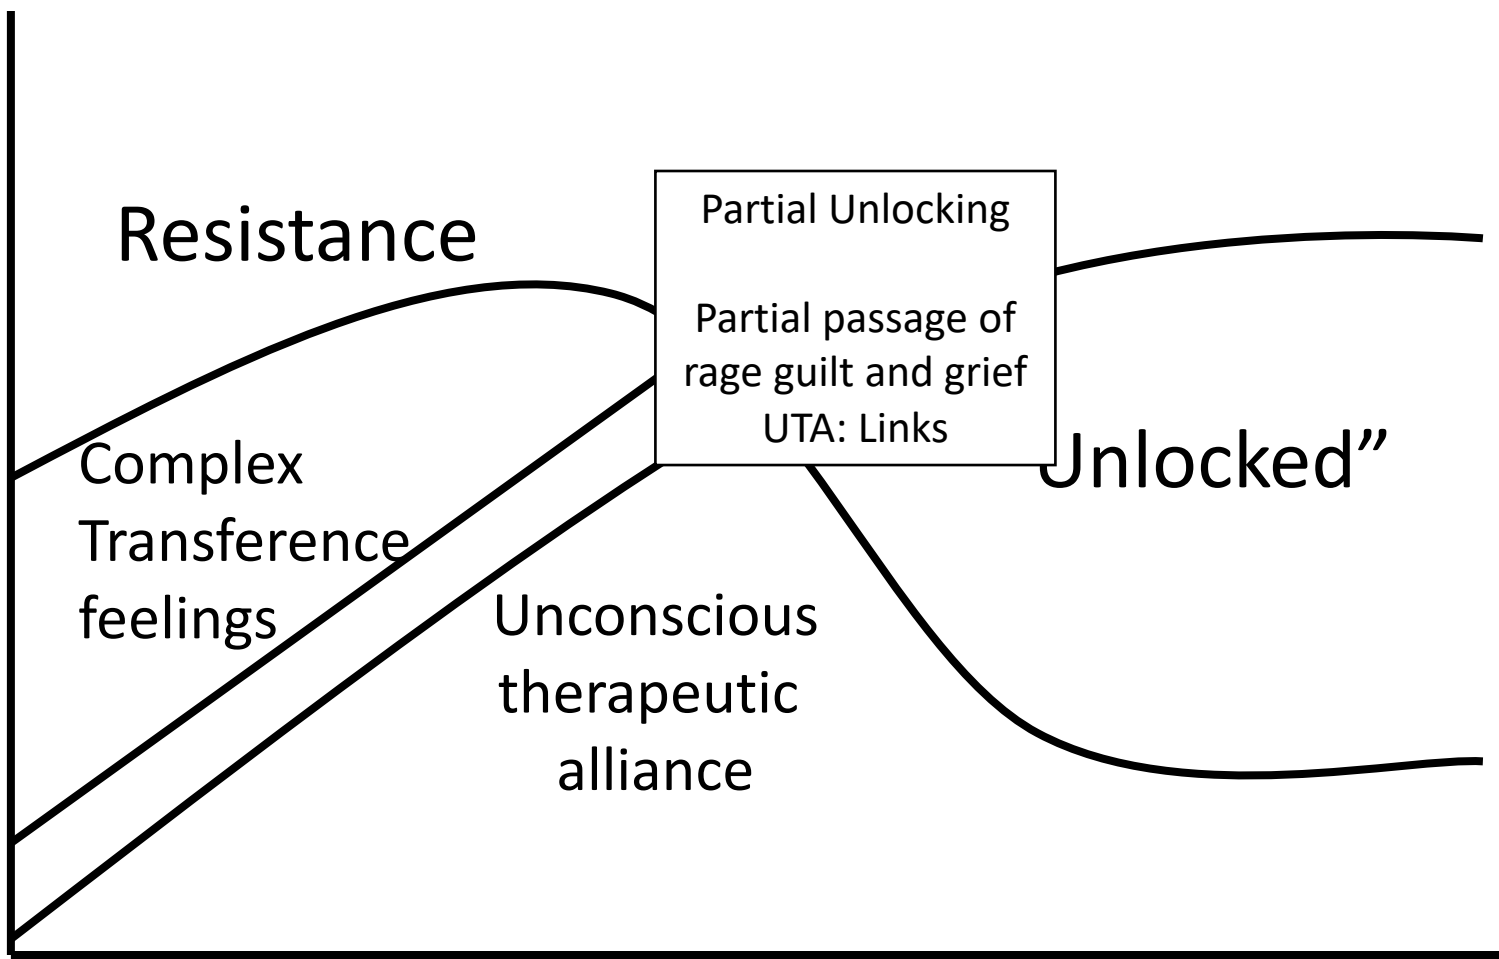 Resistance
Partial Unlocking
Partial passage of
rage guilt and grief
UTA: Links
Complex
Transference
feelings
Unlocked”
Unconscious
therapeutic
alliance